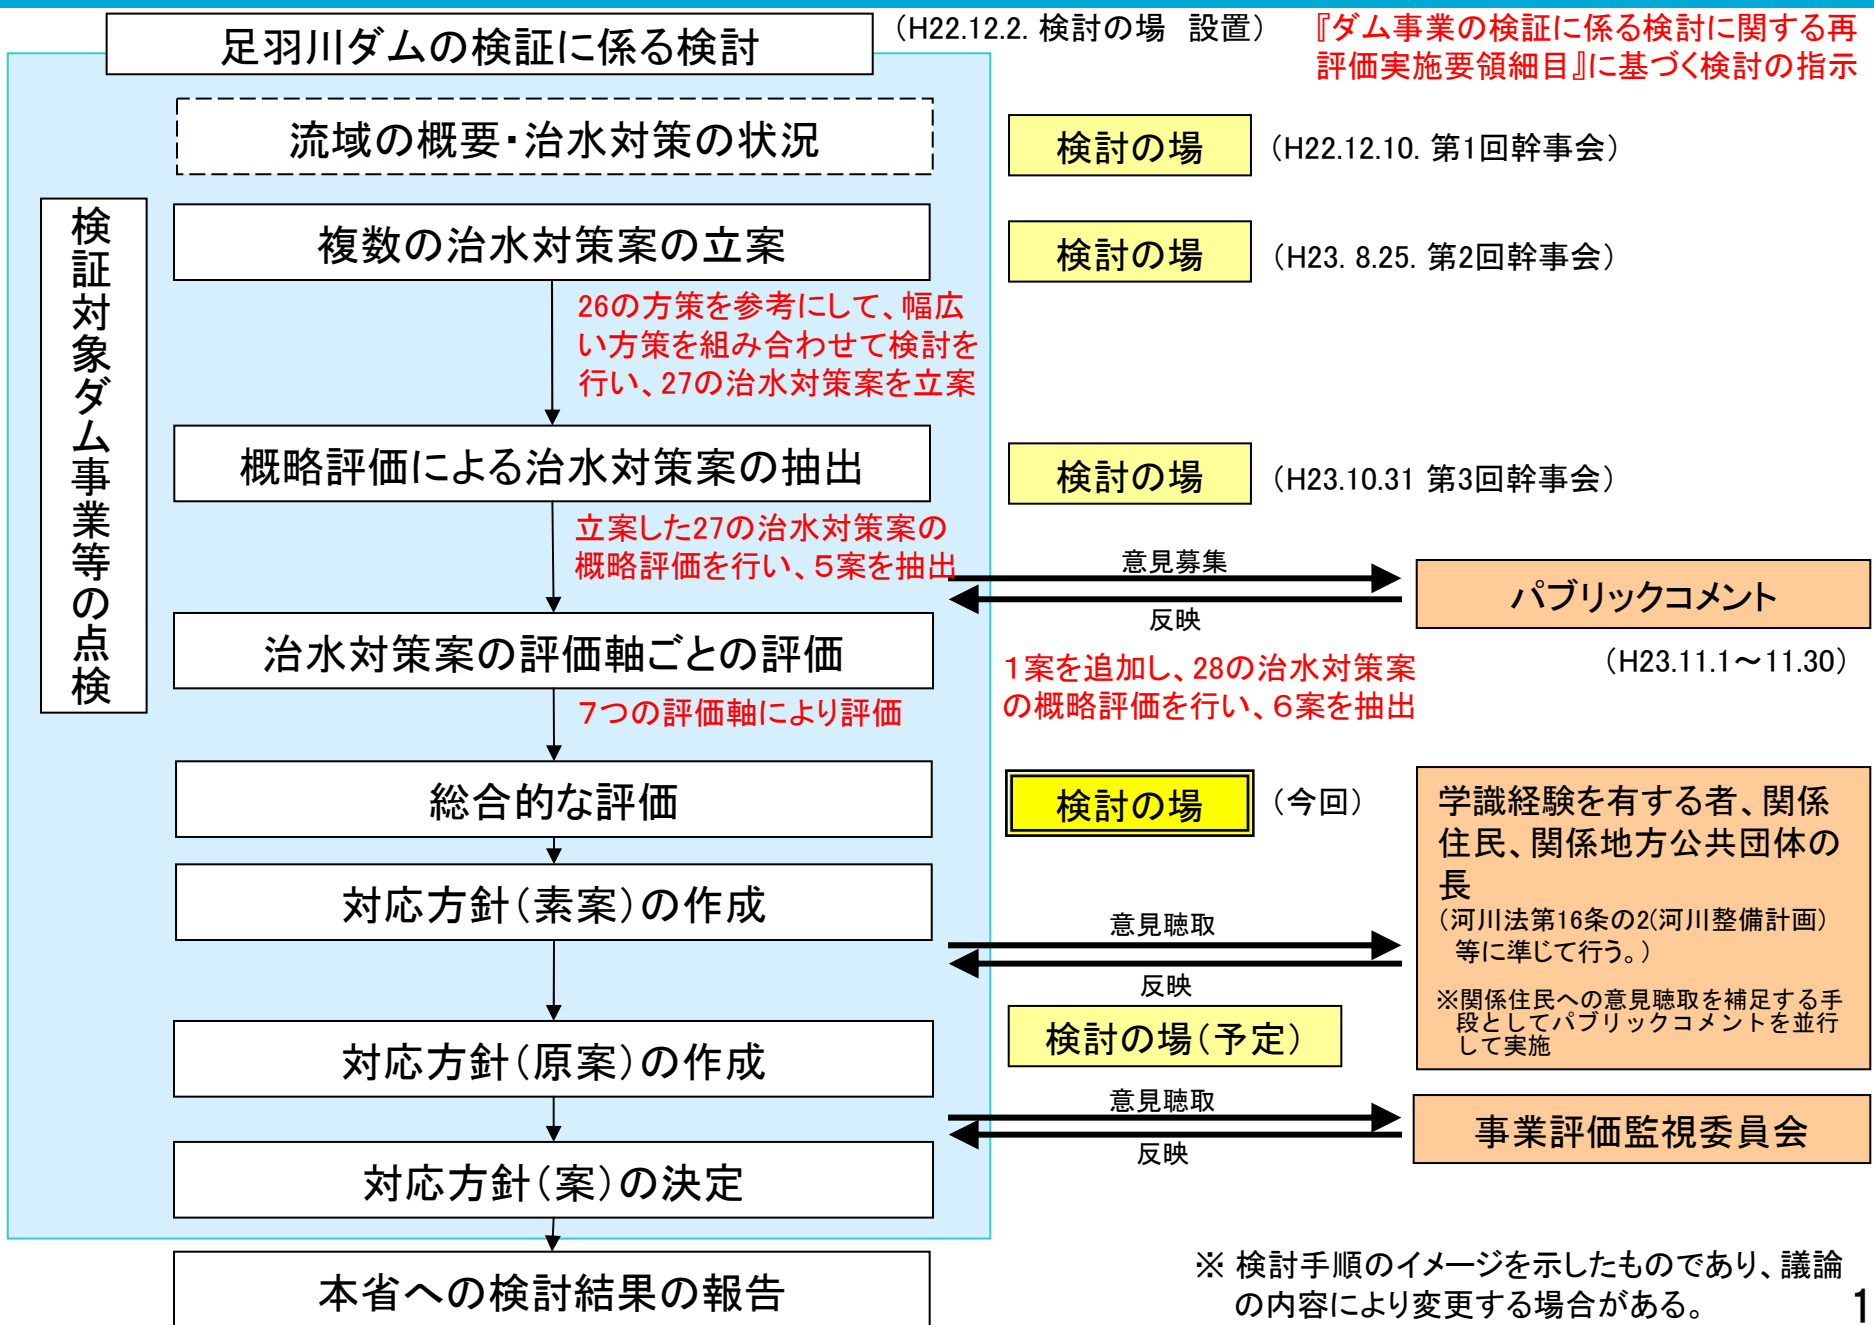 足羽川ダムの検証に係る検討
（H22.12.2. 検討の場　設置）
『ダム事業の検証に係る検討に関する再
評価実施要領細目』に基づく検討の指示
流域の概要・治水対策の状況
検討の場
（H22.12.10. 第1回幹事会）
検証対象ダム事業等の点検
複数の治水対策案の立案
検討の場
（H23. 8.25. 第2回幹事会）
26の方策を参考にして、幅広
い方策を組み合わせて検討を
行い、27の治水対策案を立案
概略評価による治水対策案の抽出
検討の場
（H23.10.31 第3回幹事会）
立案した27の治水対策案の
概略評価を行い、５案を抽出
意見募集
反映
パブリックコメント
（H23.11.1～11.30）
治水対策案の評価軸ごとの評価
１案を追加し、28の治水対策案
の概略評価を行い、６案を抽出
７つの評価軸により評価
総合的な評価
検討の場
（今回）
学識経験を有する者、関係
住民、関係地方公共団体の
長
（河川法第16条の2(河川整備計画)
等に準じて行う。）
※関係住民への意見聴取を補足する手
段としてパブリックコメントを並行
して実施
対応方針（素案）の作成
意見聴取
反映
検討の場（予定）
対応方針（原案）の作成
意見聴取
反映
事業評価監視委員会
対応方針（案）の決定
本省への検討結果の報告
※ 検討手順のイメージを示したものであり、議論
の内容により変更する場合がある。
1